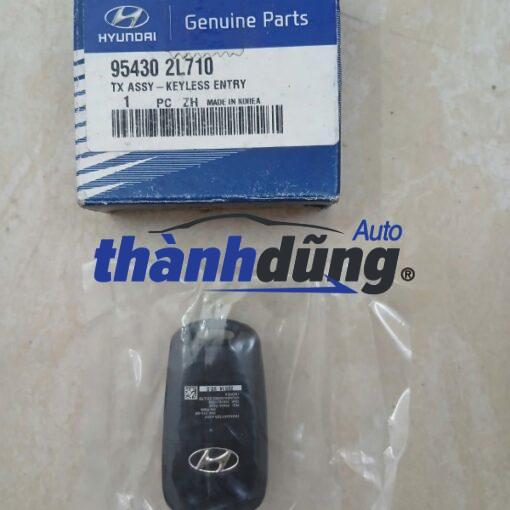 HYUNDAI
Genuine Parts
95430 2L710
TX ASSY-KEYLESS ENTRY
1 PC ZH MADE IN KOREA
Auto
thànhdũng®